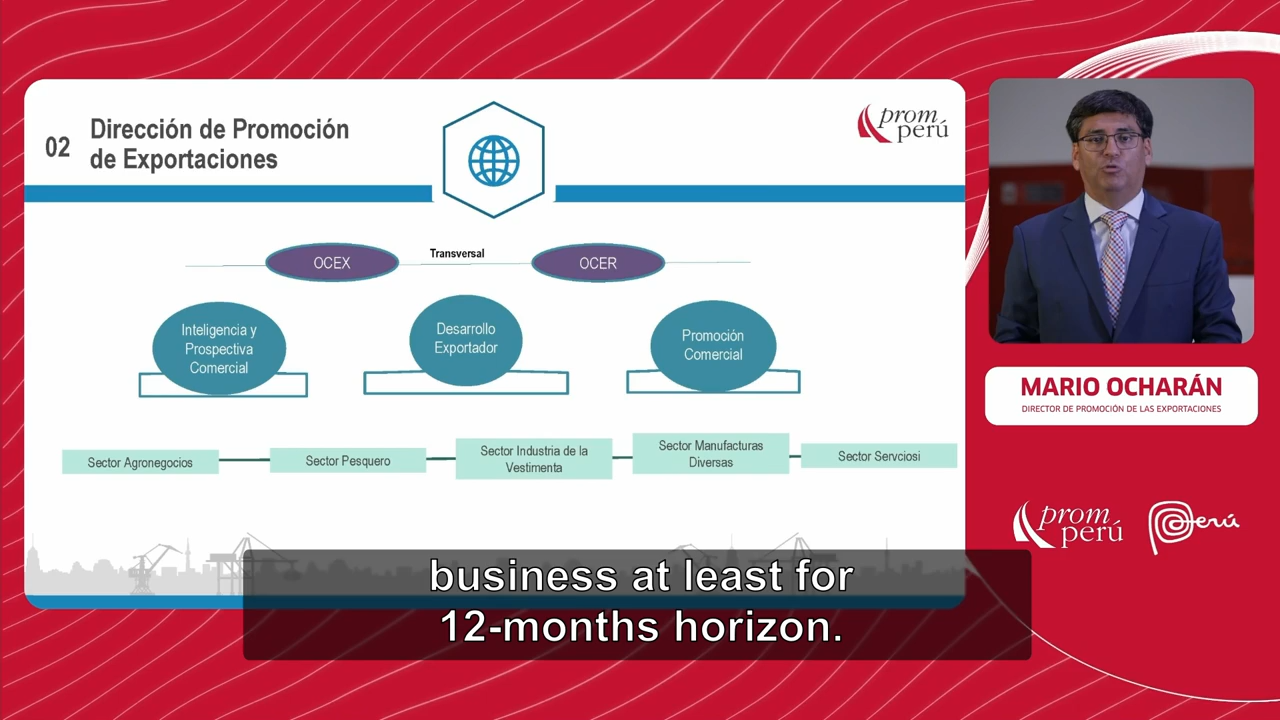 02
Dirección de Promoción
de Exportaciones
prom
perú
OCEX
Transversal
OCER
Inteligencia y
Prospectiva
Comercial
Desarrollo
Exportador
Promoción
Comercial
Sector Agronegocios
Sector Pesquero
Sector Industria de la
Vestimenta
Sector Manufacturas
Diversas
Sector Servciosi
MARIO OCHARÁN
DIRECTOR DE PROMOCIÓN DE LAS EXPORTACIONES
prom
perú
Perú
business at least for
12-months horizon.